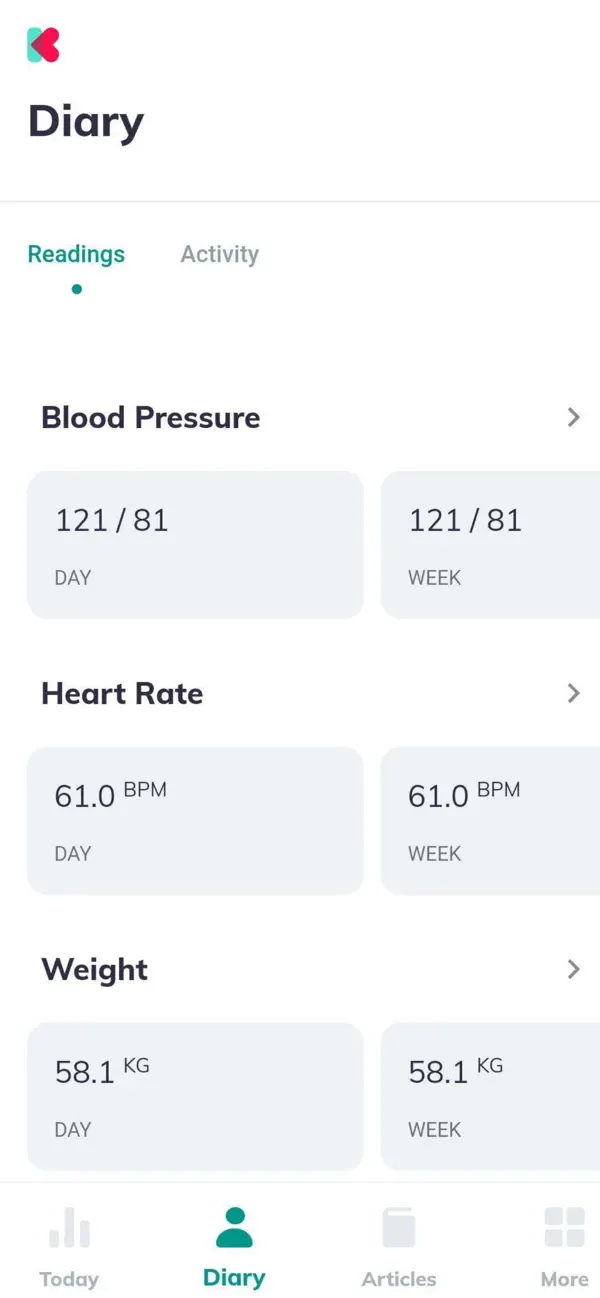 Diary
Readings Activity
Blood Pressure
121 / 81 121 / 81
DAY WEEK
Heart Rate
61.0 BPM 61.0 BPM
DAY WEEK
Weight
58.1 KG 58.1 KG
DAY WEEK
Today Diary Articles More